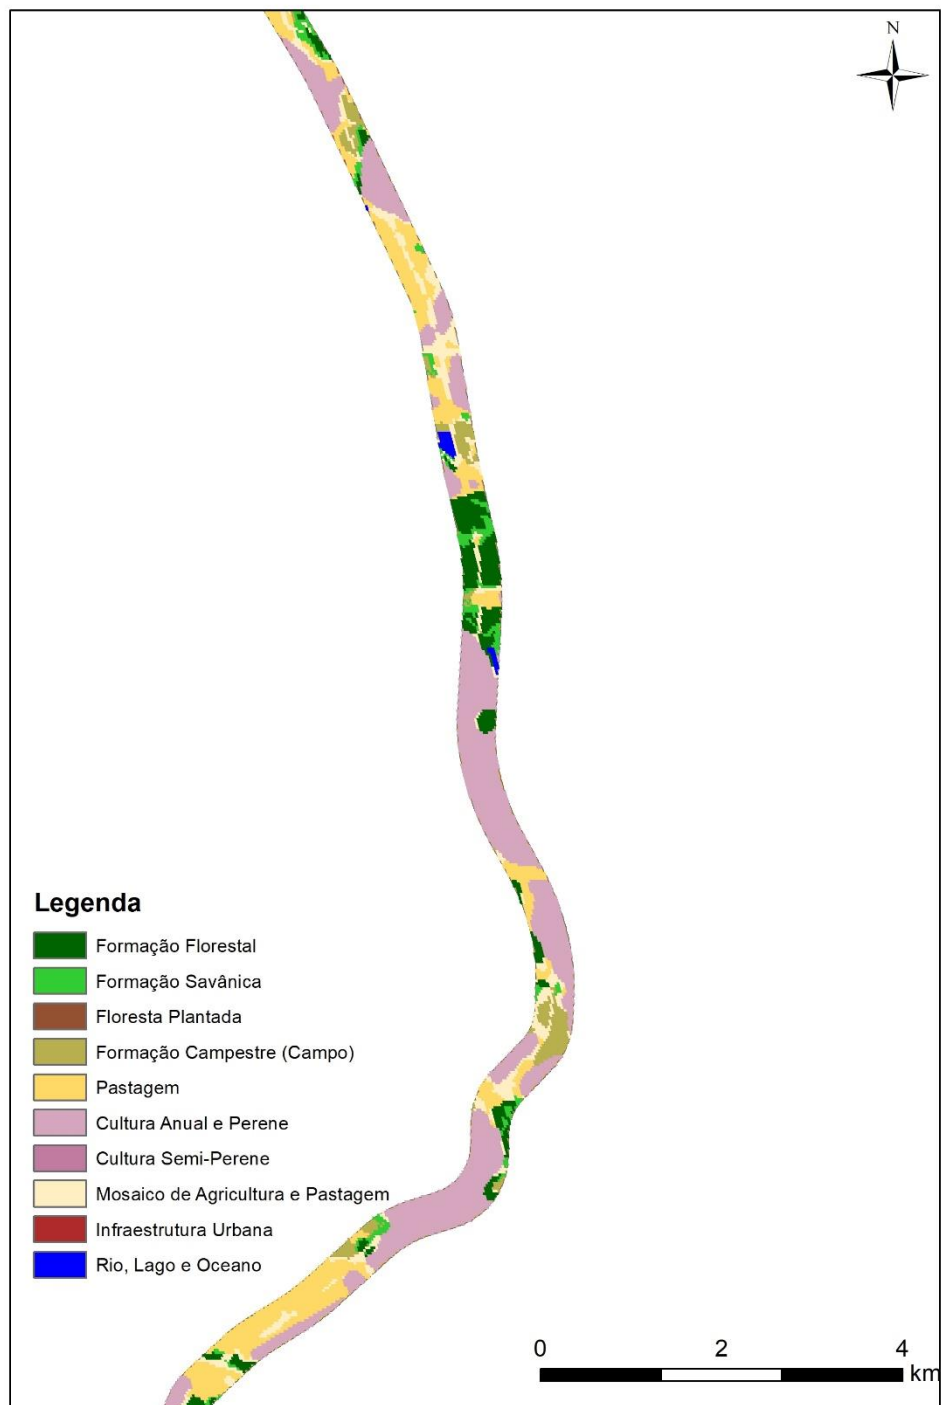 N
Legenda
Formação Florestal
Formação Savânica
Floresta Plantada
Formação Campestre (Campo)
Pastagem
Cultura Anual e Perene
Cultura Semi-Perene
Mosaico de Agricultura e Pastagem
Infraestrutura Urbana
Rio, Lago e Oceano
0 2 4
km